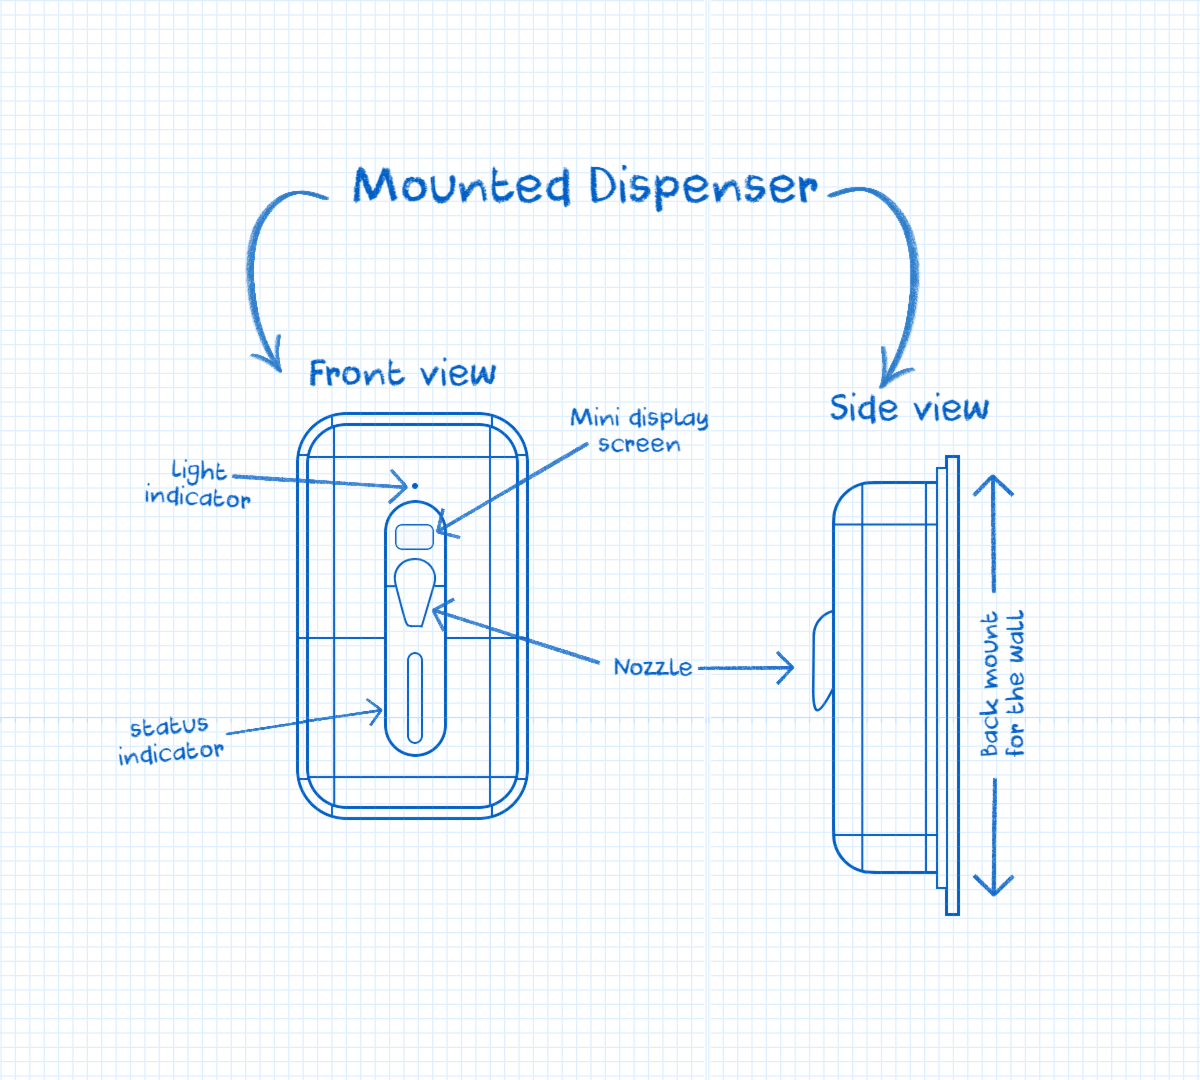 Mounted Dispenser
Front view
Side view
Mini display
screen
Light
indicator
Nozzle
status
indicator
Back mount
for the wall